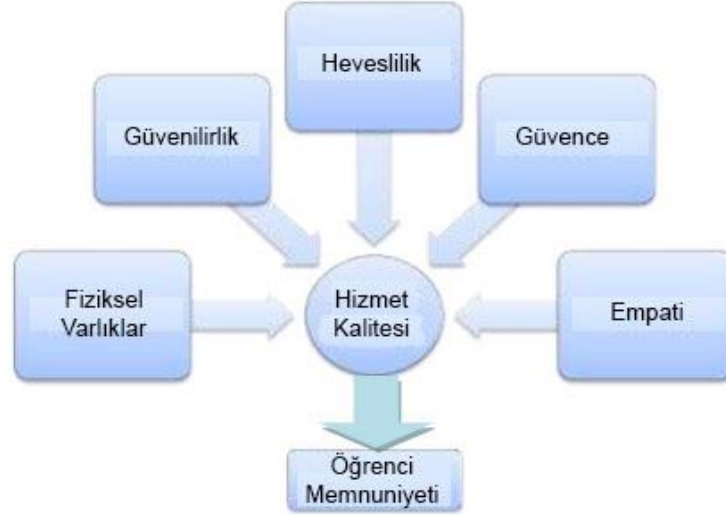 Heveslilik
Güvenilirlik
Güvence
Fiziksel
Varlıklar
Hizmet
Kalitesi
Empati
Öğrenci
Memnuniyeti